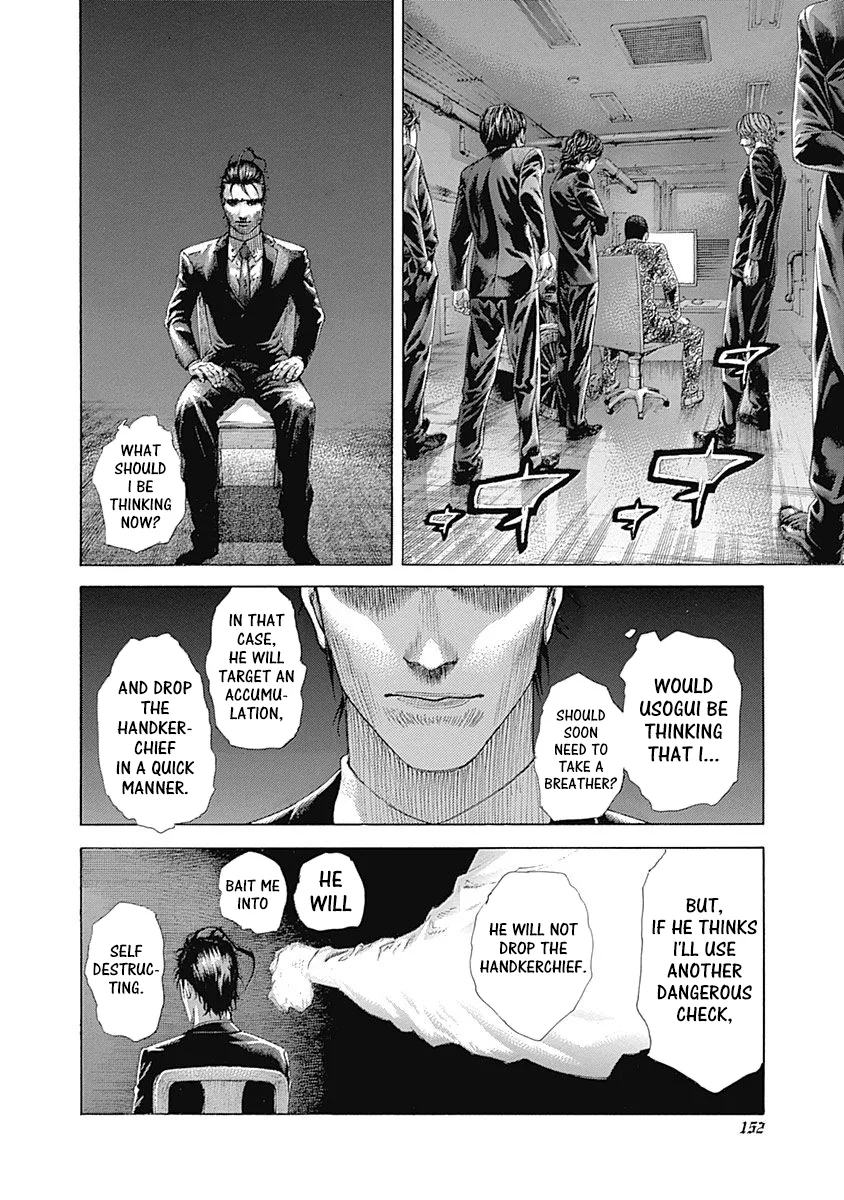 WHAT
SHOULD
I BE
THINKING
NOW?
WOULD
USOGUI BE
THINKING
THAT I...
SHOULD
SOON
NEED TO
TAKE A
BREATHER?
IN THAT
CASE,
HE WILL
TARGET AN
ACCUMU-
LATION,
AND DROP
THE
HANDKER-
CHIEF
IN A QUICK
MANNER.
BUT,
IF HE THINKS
I'LL USE
ANOTHER
DANGEROUS
CHECK,
HE WILL NOT
DROP THE
HANDKERCHIEF.
HE
WILL
BAIT ME
INTO
SELF
DESTRUC-
TING.
152